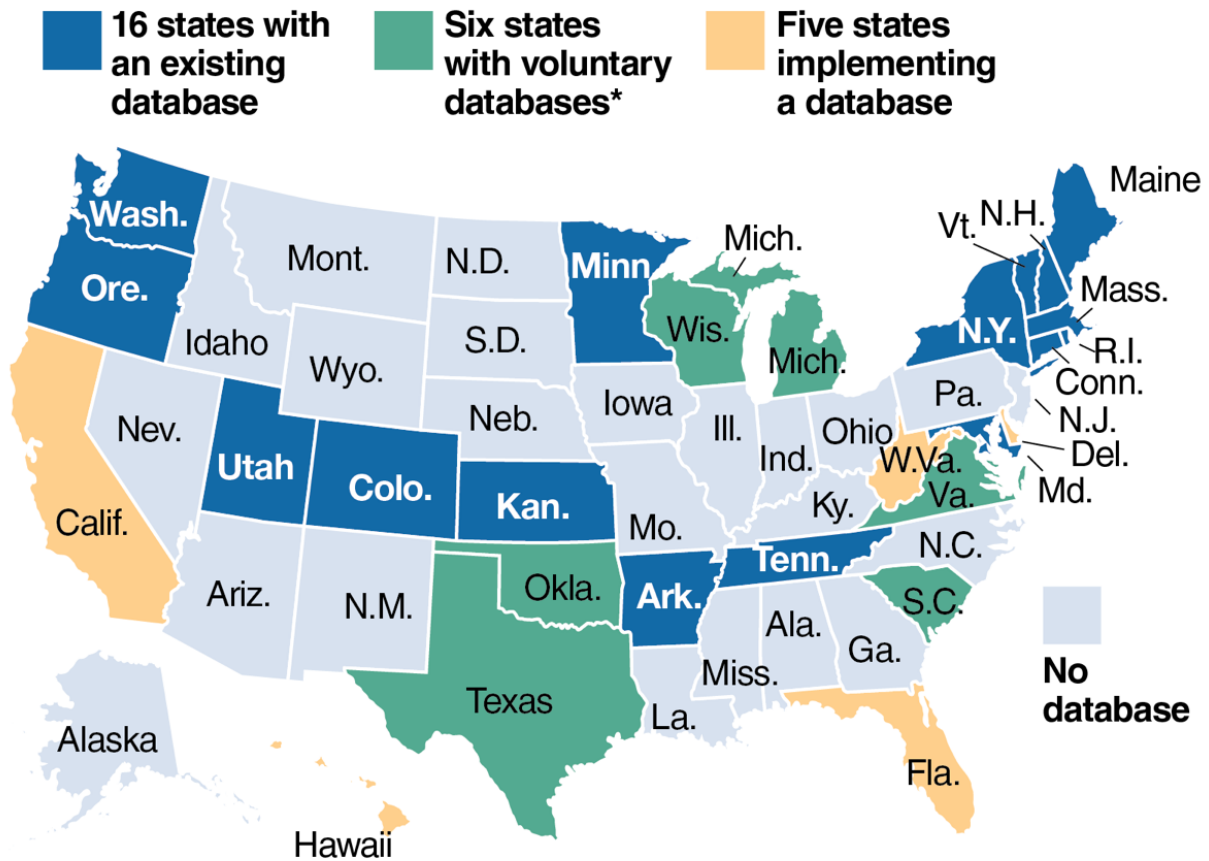 16 states with
an existing
database
Six states
with voluntary
databases*
Five states
implementing
a database
Maine
N.H.
Vt.
Wash.
Mich.
Mont.
N.D.
Minn.
Ore.
Mass.
Wis.
N.Y.
Idaho
S.D.
Mich.
R.I.
Wyo.
Conn.
Pa.
Iowa
Neb.
N.J.
Nev.
Ill.
Ohio
Ind.
Del.
W.Va.
Utah
Colo.
Md.
Va.
Kan.
Ky.
Calif.
Mo.
N.C.
Tenn.
Okla.
Ariz.
Ark.
S.C.
N.M.
Ala.
Ga.
Miss.
No
database
Texas
La.
Alaska
Fla.
Hawaii